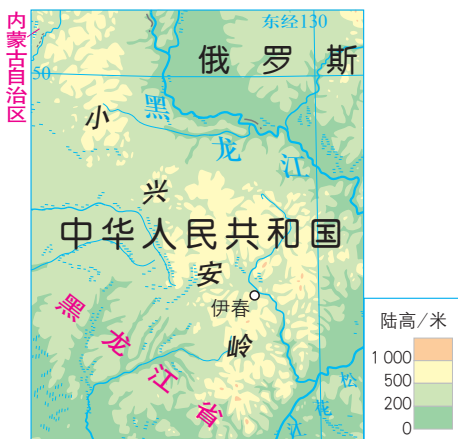 内蒙古自治区
东经130
50
俄罗斯
小兴安岭
黑龙江
中华人民共和国
伊春
黑龙江省
松花江
陆高/米
1 000
500
200
0